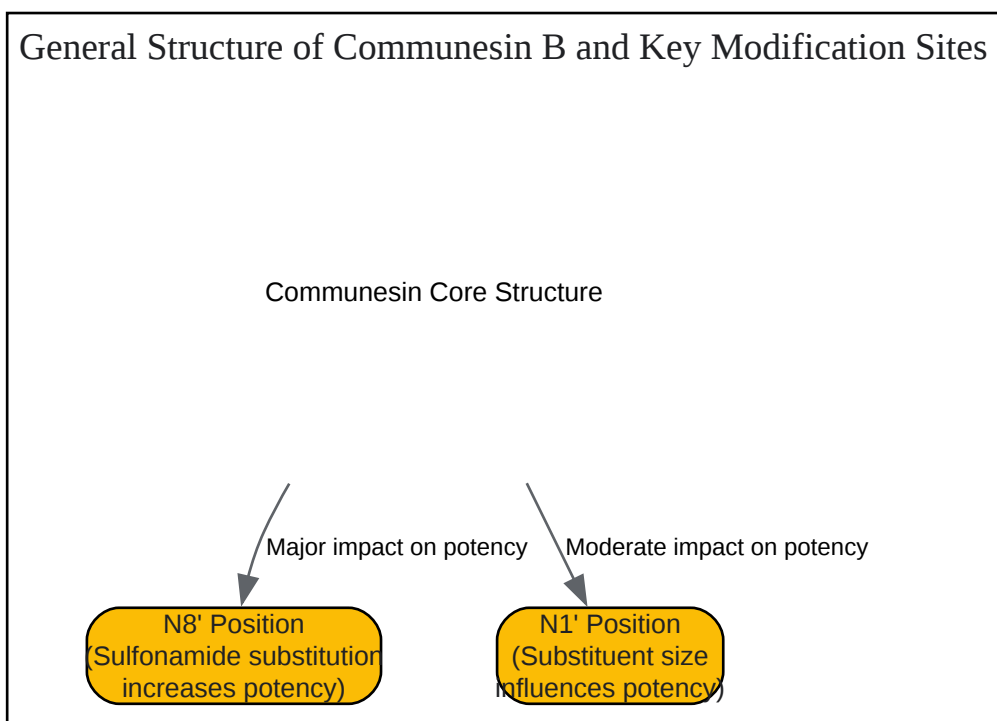 General Structure of Communesin B and Key Modification Sites
Communesin Core Structure
Major impact on potency
Moderate impact on potency
N8' Position
(Sulfonamide substitution
increases potency)
N1' Position
(Substituent size
influences potency)